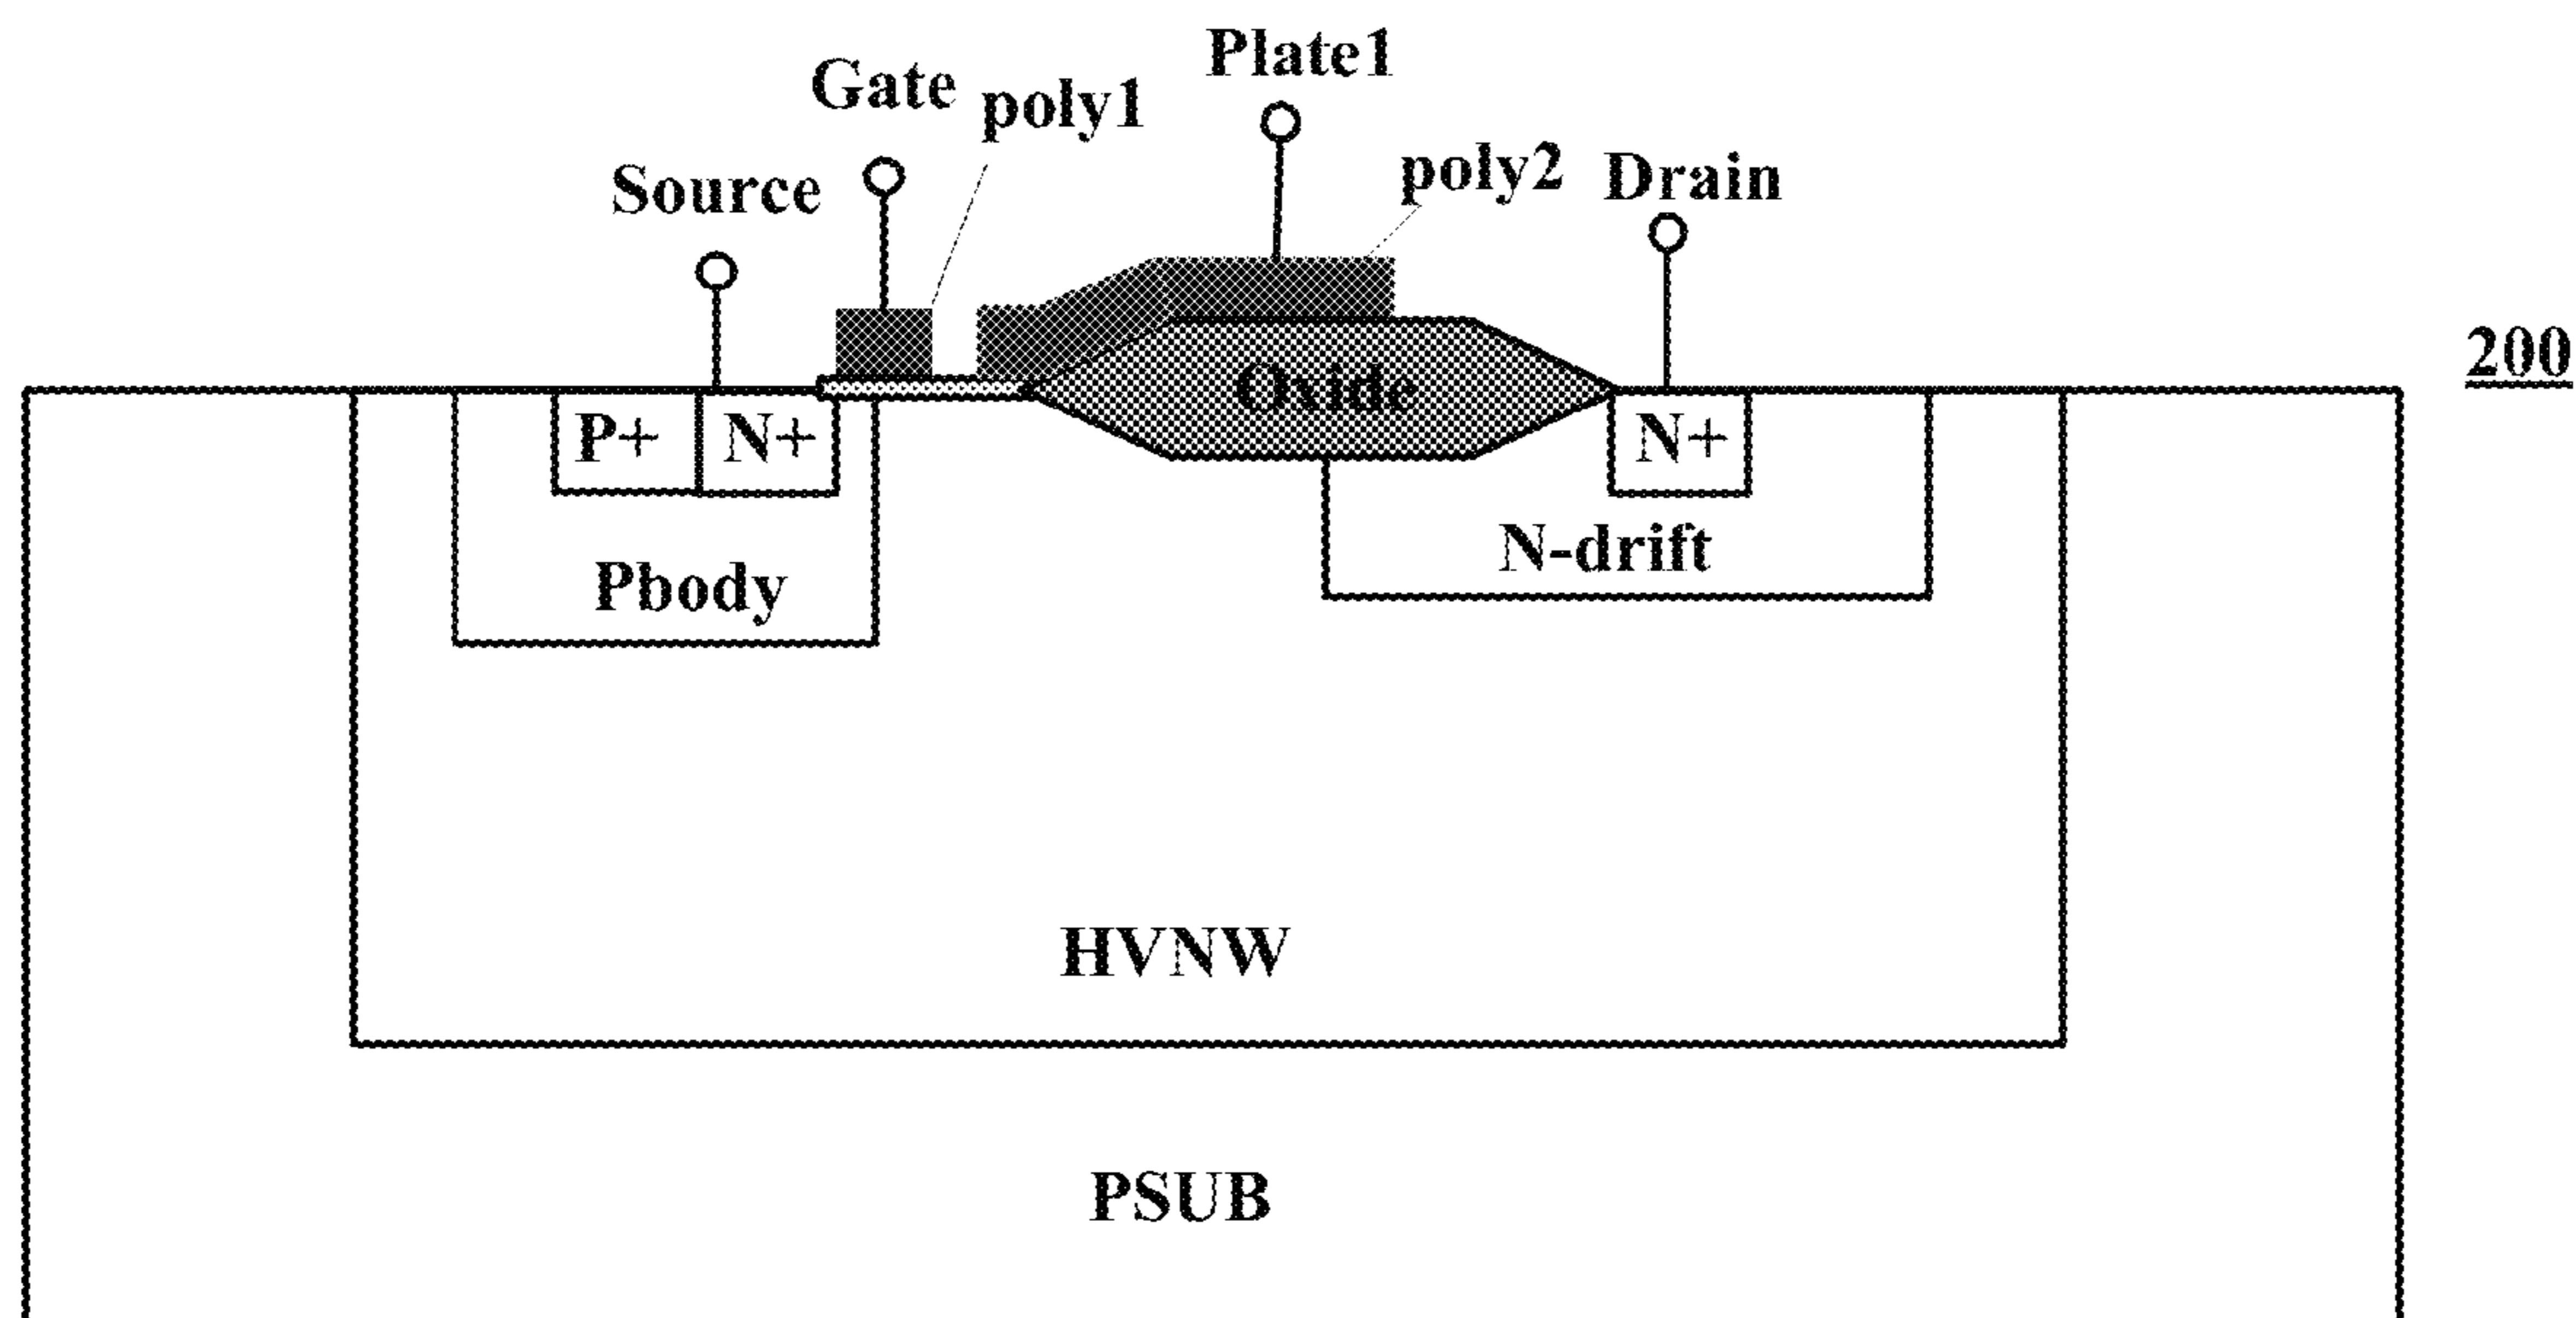 Plate1
Gate
poly1
poly2
Source
Drain
200
Oxide
P+
N+
N+
N-drift
Pbody
HVNW
PSUB